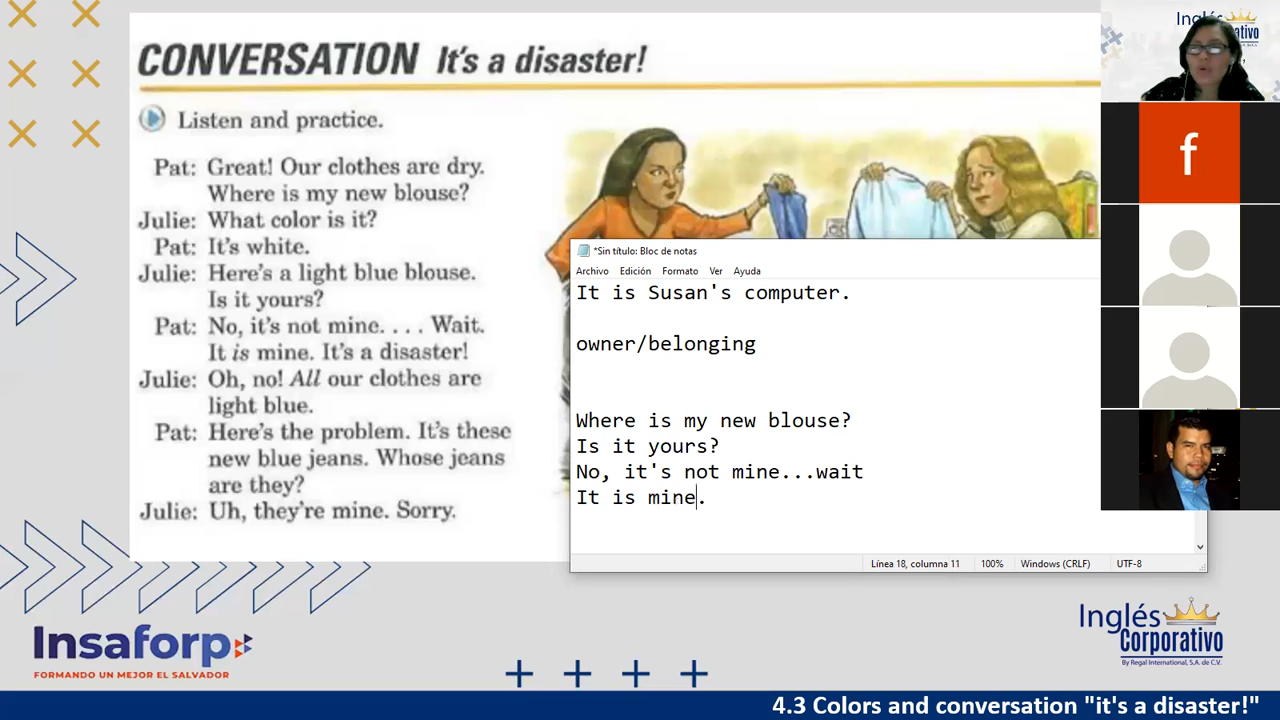 CONVERSATION It's a disaster!
Listen and practice.
Pat: Great! Our clothes are dry.
Where is my new blouse?
Julie: What color is it?
Pat: It's white.
Julie: Here's a light blue blouse.
Is it yours?
Pat: No, it's not mine. . . . Wait.
It is mine. It's a disaster!
Julie: Oh, no! All our clothes are
light blue.
Pat: Here's the problem. It's these
new blue jeans. Whose jeans
are they?
Julie: Uh, they're mine. Sorry.
*Sin título: Bloc de notas
Archivo Edición Formato Ver Ayuda
It is Susan's computer.
owner/belonging
Where is my new blouse?
Is it yours?
No, it's not mine...wait
It is mine.
Línea 18, columna 11 100% Windows (CRLF) UTF-8
f
Insaforp
FORMANDO UN MEJOR EL SALVADOR
Inglés
Corporativo
By Regal International, S.A. de C.V.
4.3 Colors and conversation "it's a disaster!"